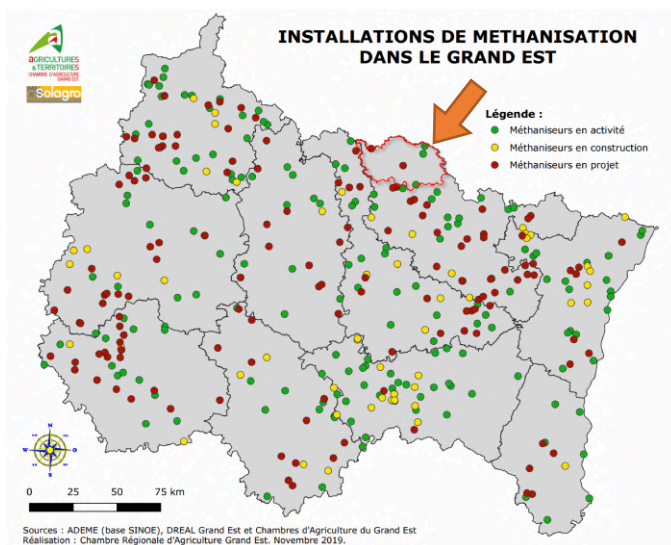 INSTALLATIONS DE METHANISATION
DANS LE GRAND EST
AGRICULTURES
& TERRITOIRES
CHAMBRE D'AGRICULTURE
GRAND EST
Solagro
Légende :
Méthaniseurs en activité
Méthaniseurs en construction
Méthaniseurs en projet
N
O
E
S
0 25 50 75 km
Sources : ADEME (base SINOE), DREAL Grand Est et Chambres d'Agriculture du Grand Est
Réalisation : Chambre Régionale d'Agriculture Grand Est. Novembre 2019.